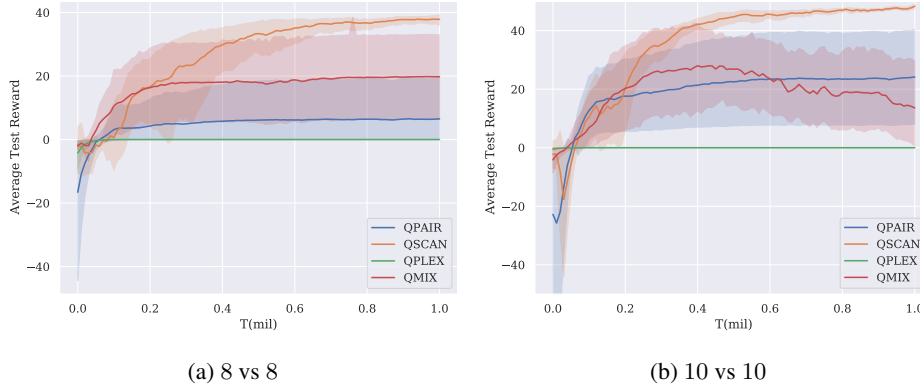 40
20
0
−20
−40
Average Test Reward
0.0 0.2 0.4 0.6 0.8 1.0
T(mil)
QPAIR
QSCAN
QPLEX
QMIX
(a) 8 vs 8
40
20
0
−20
−40
Average Test Reward
0.0 0.2 0.4 0.6 0.8 1.0
T(mil)
QPAIR
QSCAN
QPLEX
QMIX
(b) 10 vs 10